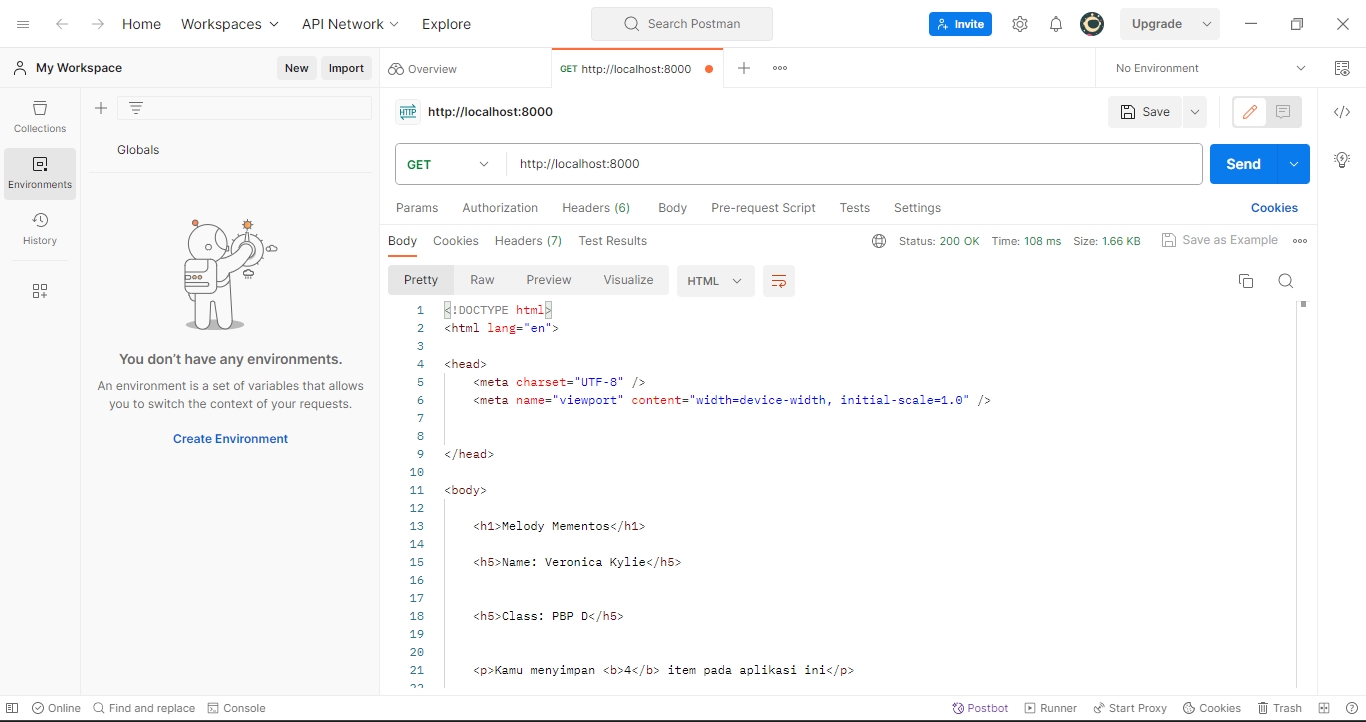 Home Workspaces API Network Explore Search Postman Invite Upgrade
My Workspace New Import Overview GET http://localhost:8000 No Environment
Collections
Environments
History
Globals
You don't have any environments.
An environment is a set of variables that allows
you to switch the context of your requests.
Create Environment
HTTP http://localhost:8000 Save
GET http://localhost:8000 Send
Params Authorization Headers (6) Body Pre-request Script Tests Settings Cookies
Body Cookies Headers (7) Test Results Status: 200 OK Time: 108 ms Size: 1.66 KB Save as Example
Pretty Raw Preview Visualize HTML
1 <!DOCTYPE html>
2 <html lang="en">
3
4 <head>
5 <meta charset="UTF-8" />
6 <meta name="viewport" content="width=device-width, initial-scale=1.0" />
7
8
9 </head>
10
11 <body>
12
13 <h1>Melody Mementos</h1>
14
15 <h5>Name: Veronica Kylie</h5>
16
17
18 <h5>Class: PBP D</h5>
19
20
21 <p>Kamu menyimpan <b>4</b> item pada aplikasi ini</p>
22
Online Find and replace Console Postbot Runner Start Proxy Cookies Trash